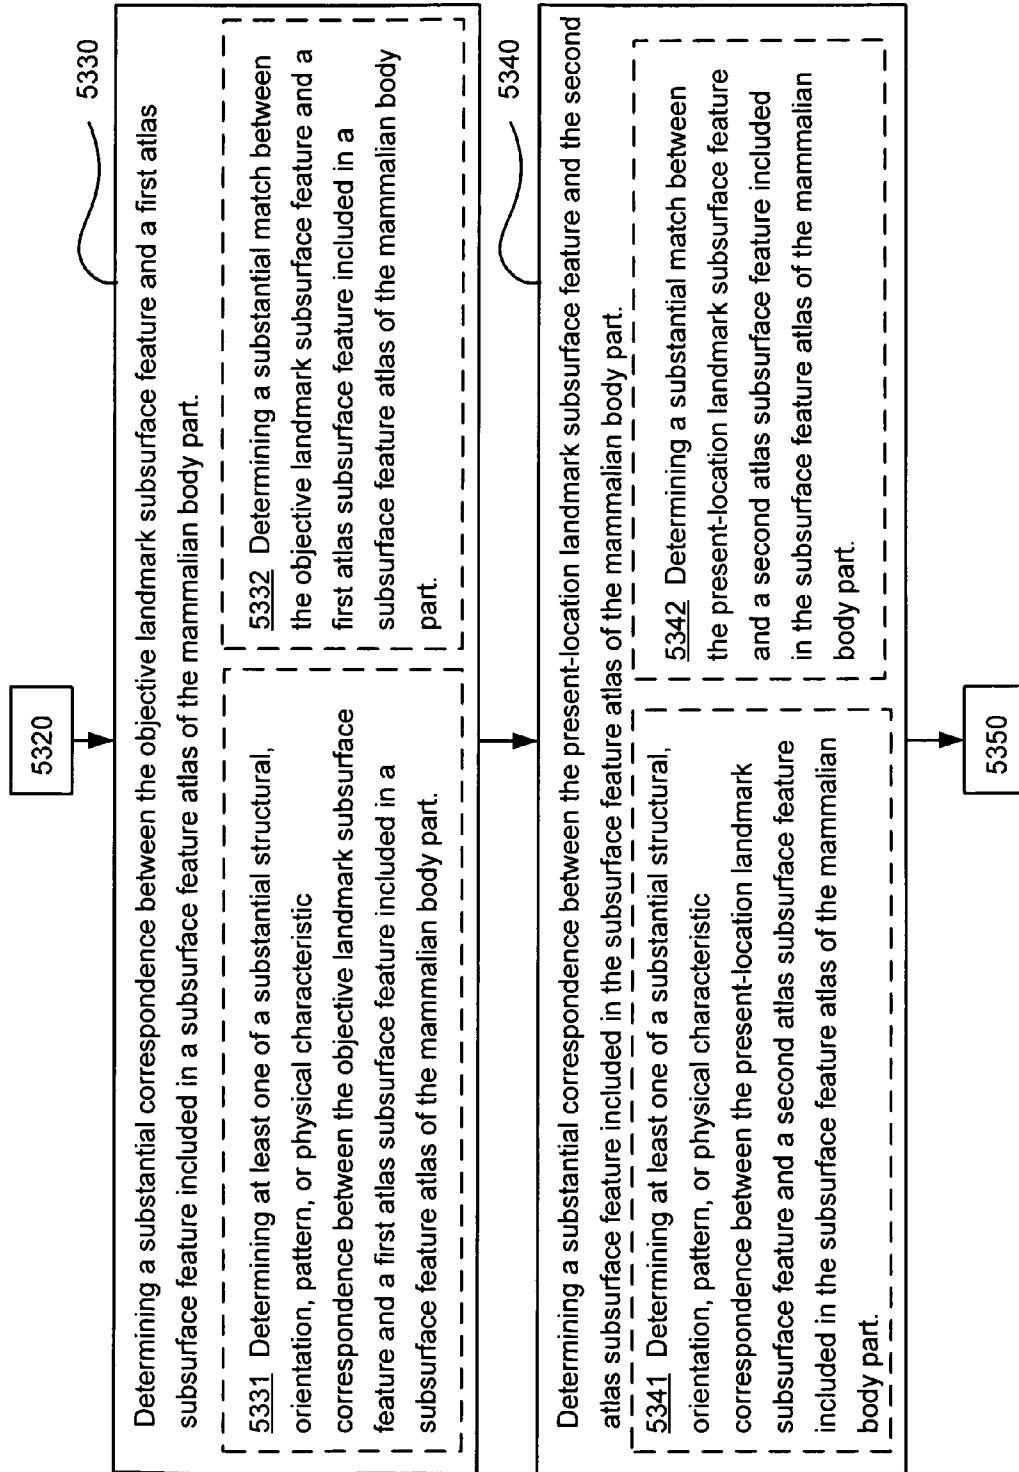 5320
5330
Determining a substantial correspondence between the objective landmark subsurface feature and a first atlas
subsurface feature included in a subsurface feature atlas of the mammalian body part.
5331 Determining at least one of a substantial structural,
orientation, pattern, or physical characteristic
correspondence between the objective landmark subsurface
feature and a first atlas subsurface feature included in a
subsurface feature atlas of the mammalian body part.
5332 Determining a substantial match between
the objective landmark subsurface feature and a
first atlas subsurface feature included in a
subsurface feature atlas of the mammalian body
part.
5340
Determining a substantial correspondence between the present-location landmark subsurface feature and the second
atlas subsurface feature included in the subsurface feature atlas of the mammalian body part.
5341 Determining at least one of a substantial structural,
orientation, pattern, or physical characteristic
correspondence between the present-location landmark
subsurface feature and a second atlas subsurface feature
included in the subsurface feature atlas of the mammalian
body part.
5342 Determining a substantial match between
the present-location landmark subsurface feature
and a second atlas subsurface feature included
in the subsurface feature atlas of the mammalian
body part.
5350